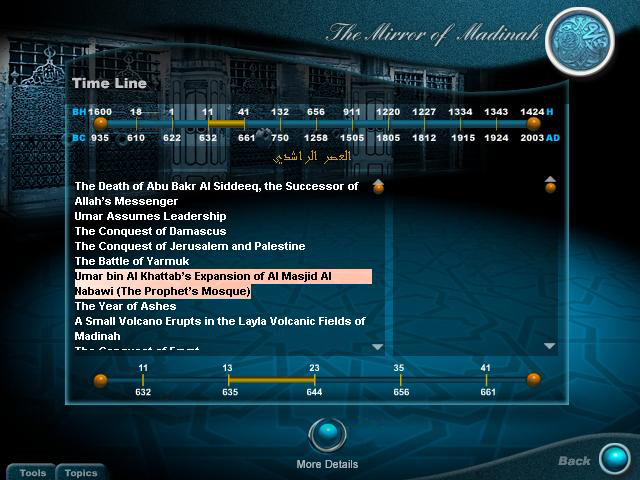 The Mirror of Madinah
Time Line
BH 1600 18 1 11 41 132 656 911 1220 1227 1334 1343 1424 H
BC 935 610 622 632 661 750 1258 1505 1805 1812 1915 1924 2003 AD
العصر الراشدي
The Death of Abu Bakr Al Siddeeq, the Successor of
Allah's Messenger
Umar Assumes Leadership
The Conquest of Damascus
The Conquest of Jerusalem and Palestine
The Battle of Yarmuk
Umar bin Al Khattab's Expansion of Al Masjid Al
Nabawi (The Prophet's Mosque)
The Year of Ashes
A Small Volcano Erupts in the Layla Volcanic Fields of
Madinah
The Conquest of Egypt
11 13 23 35 41
632 635 644 656 661
More Details
Back
Tools Topics